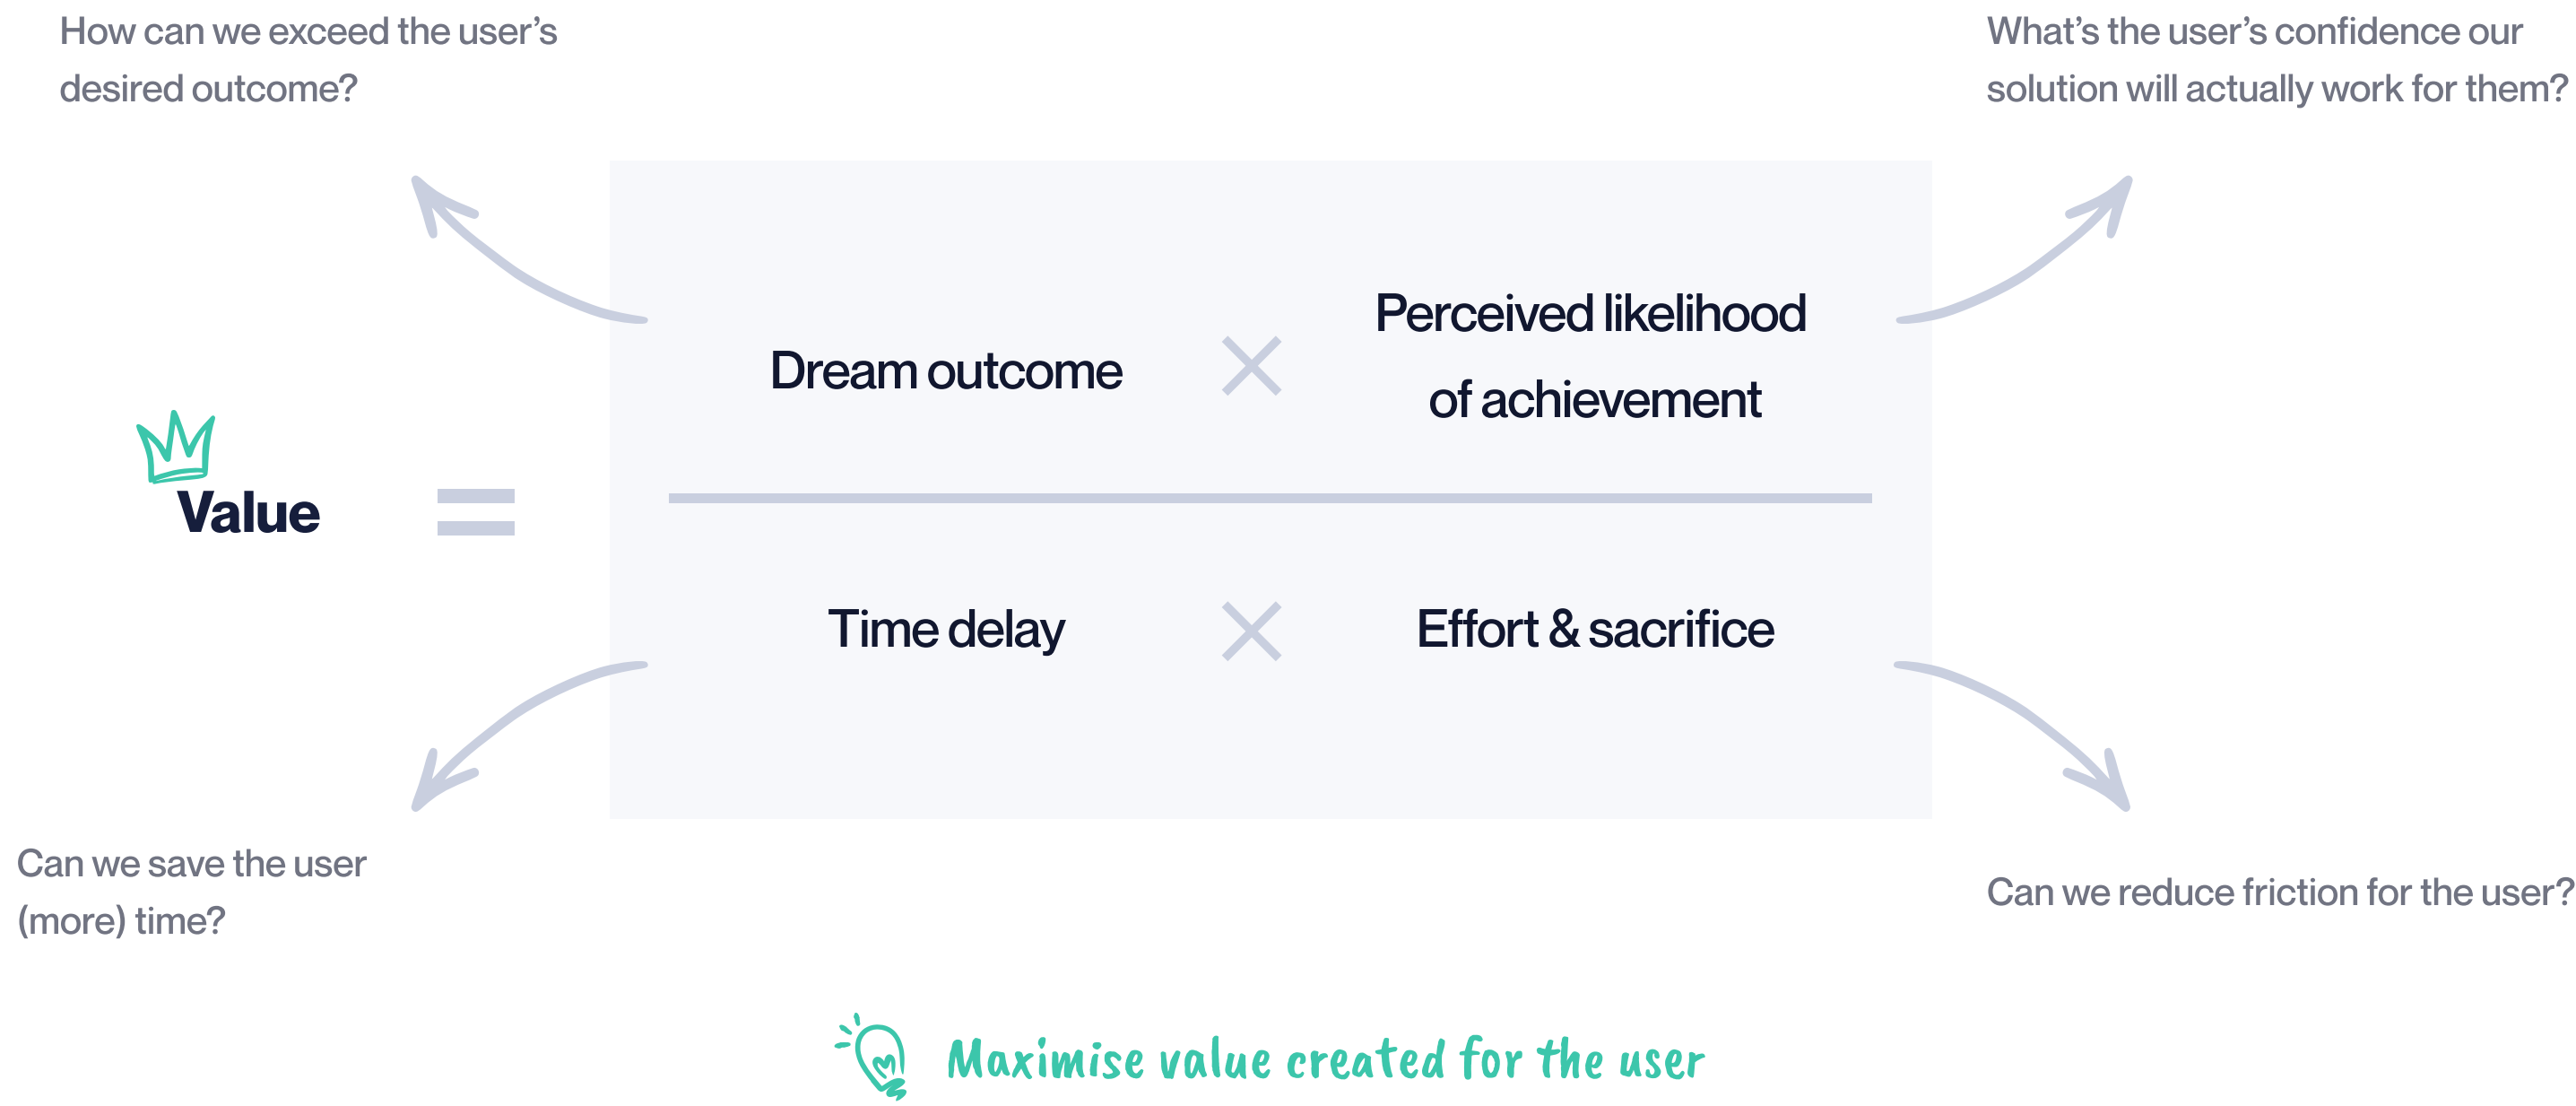 How can we exceed the user’s
desired outcome?
What’s the user’s confidence our
solution will actually work for them?
Dream outcome
Perceived likelihood
of achievement
Value
Time delay
Effort & sacrifice
Can we save the user
(more) time?
Can we reduce friction for the user?
Maximise value created for the user